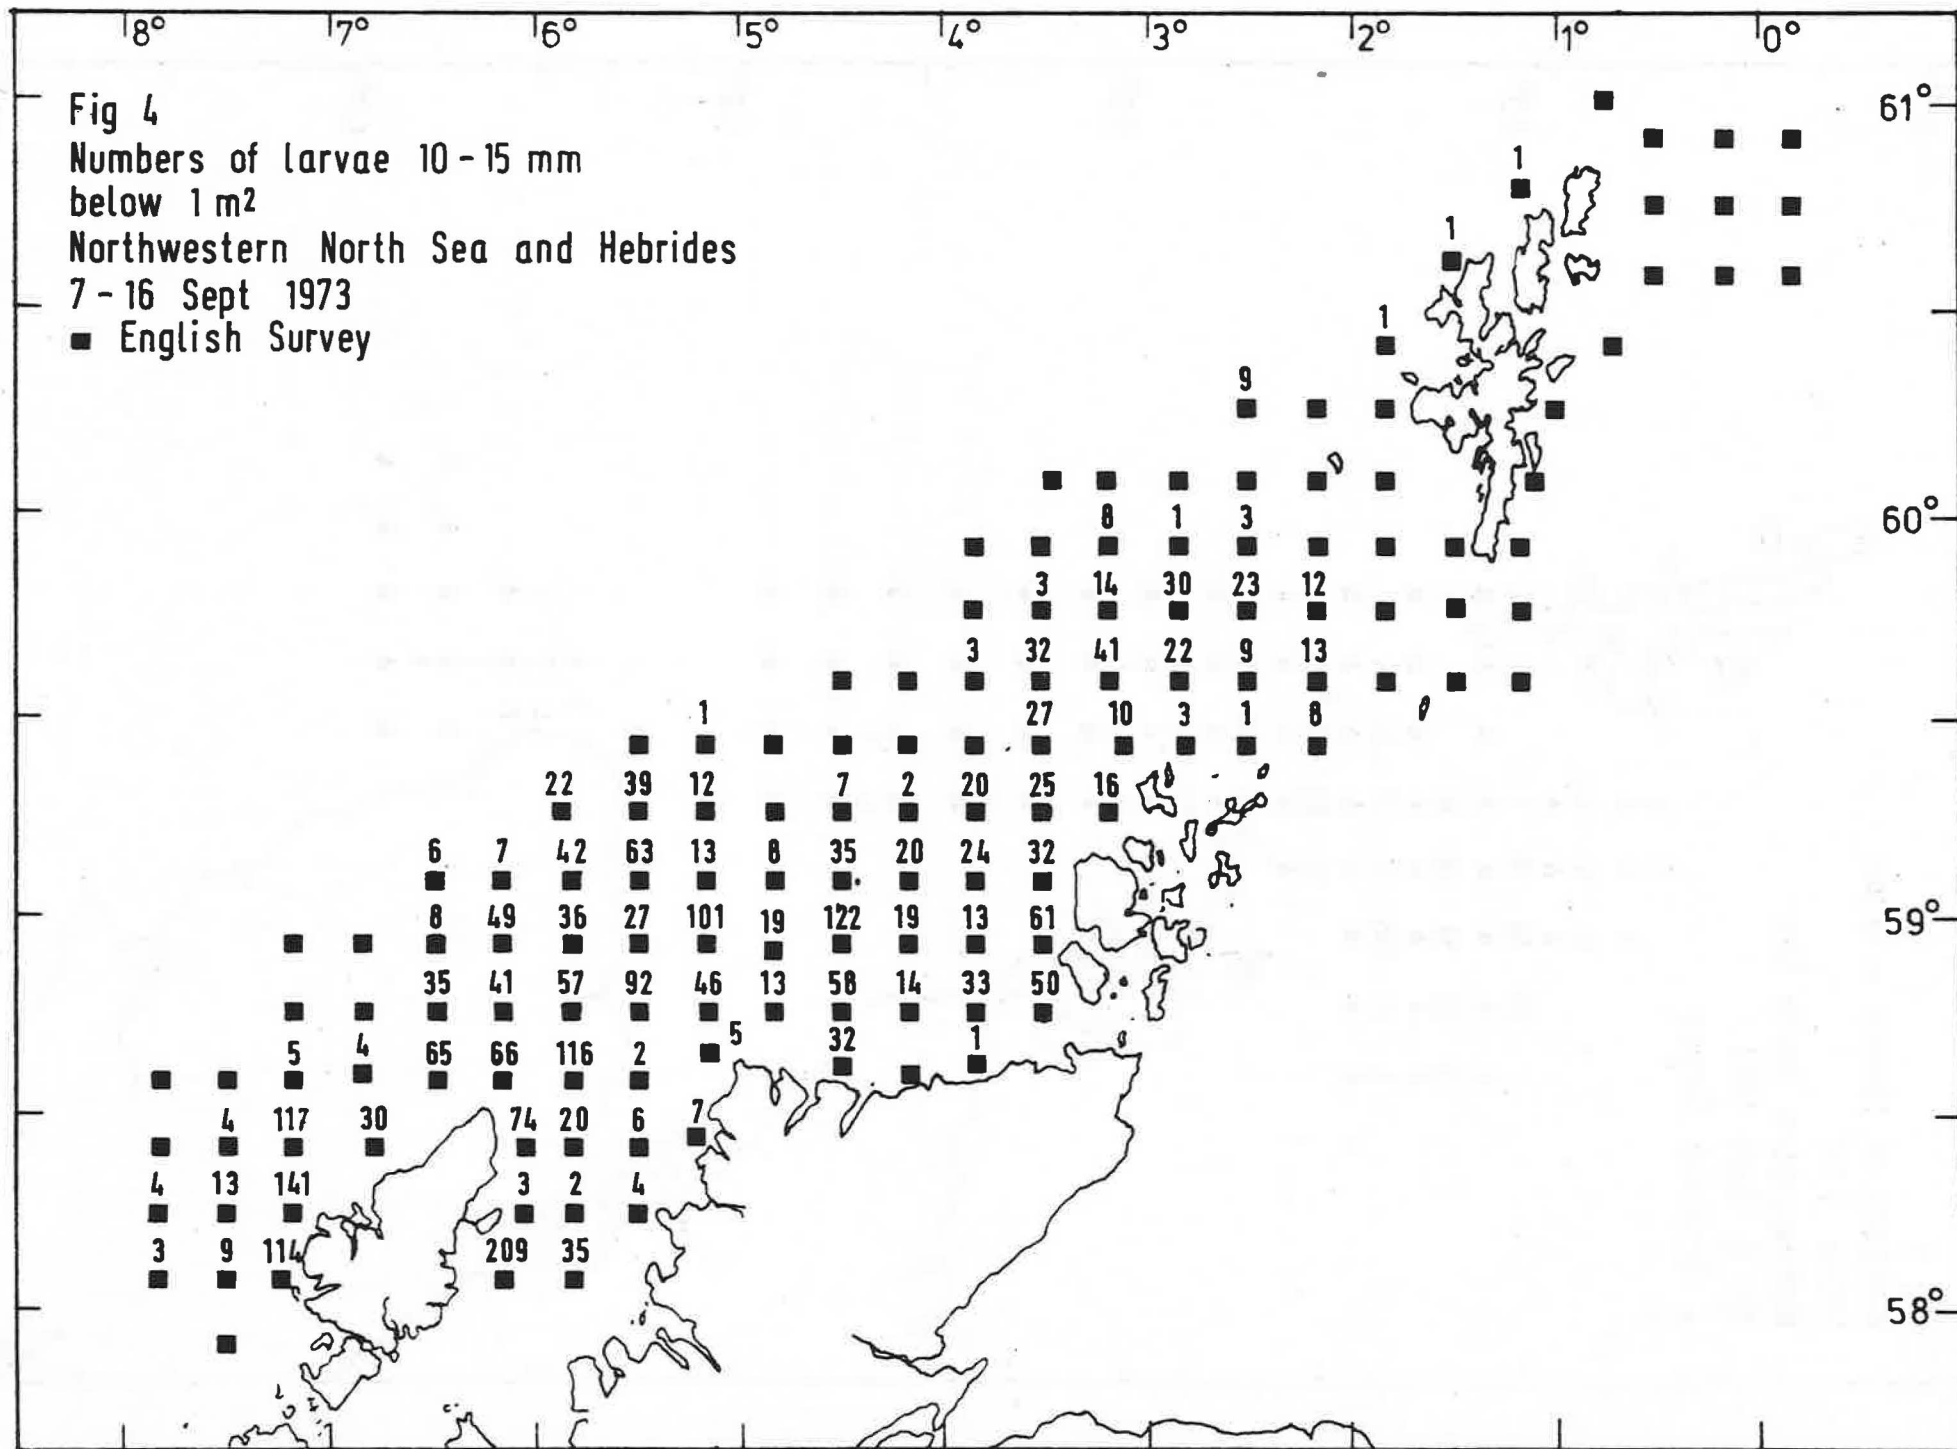 8° 7° 6° 5° 4° 3° 2° 1° 0°
Fig 4
Numbers of larvae 10-15 mm
below 1 m²
Northwestern North Sea and Hebrides
7-16 Sept 1973
■ English Survey
61°
1
1
1
9
60°
8 1 3
3 14 30 23 12
3 32 41 22 9 13
1 27 10 3 1 8
22 39 12 7 2 20 25 16
6 7 42 63 13 8 35 20 24 32
59°
8 49 36 27 101 19 122 19 13 61
35 41 57 92 46 13 58 14 33 50
5 32 1
5 4 65 66 116 2
4 117 30 74 20 6 7
4 13 141 3 2 4
3 9 114 209 35
58°